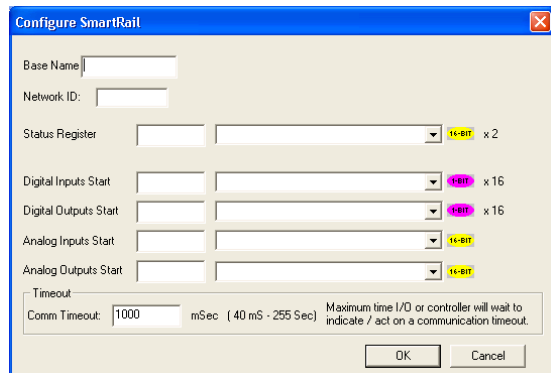 Configure SmartRail
Base Name
Network ID:
Status Register 16-BIT x 2
Digital Inputs Start 1-BIT x 16
Digital Outputs Start 1-BIT x 16
Analog Inputs Start 16-BIT
Analog Outputs Start 16-BIT
Timeout
Comm Timeout: 1000 mSec ( 40 mS - 255 Sec) Maximum time I/O or controller will wait to
indicate / act on a communication timeout.
OK Cancel